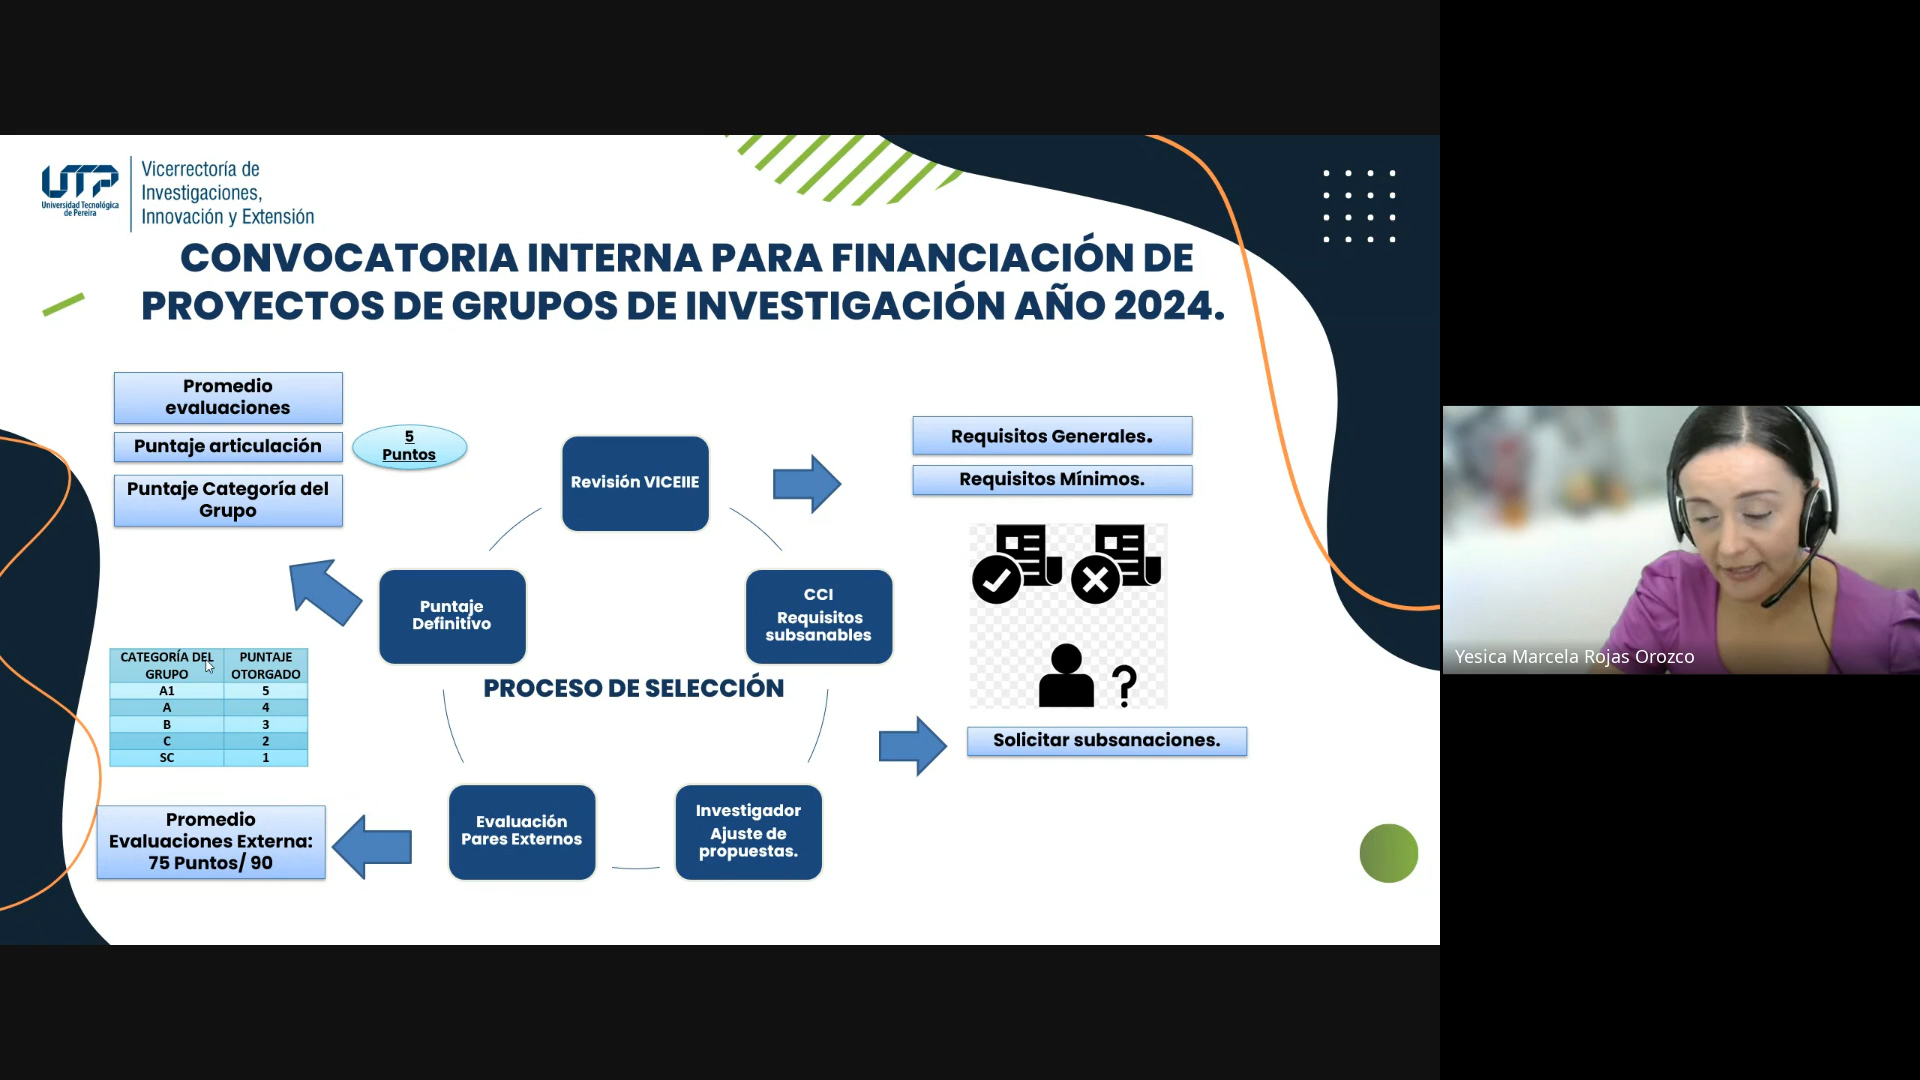 UTP
Universidad Tecnológica
de Pereira
Vicerrectoría de
Investigaciones,
Innovación y Extensión
CONVOCATORIA INTERNA PARA FINANCIACIÓN DE
PROYECTOS DE GRUPOS DE INVESTIGACIÓN AÑO 2024.
Promedio
evaluaciones
Puntaje articulación
5
Puntos
Puntaje Categoría del
Grupo
Revisión VICEIIE
Requisitos Generales.
Requisitos Mínimos.
Puntaje
Definitivo
CCI
Requisitos
subsanables
?
CATEGORÍA DEL
GRUPO
PUNTAJE
OTORGADO
A1 5
A 4
B 3
C 2
SC 1
PROCESO DE SELECCIÓN
Solicitar subsanaciones.
Promedio
Evaluaciones Externa:
75 Puntos/ 90
Evaluación
Pares Externos
Investigador
Ajuste de
propuestas.
Yesica Marcela Rojas Orozco